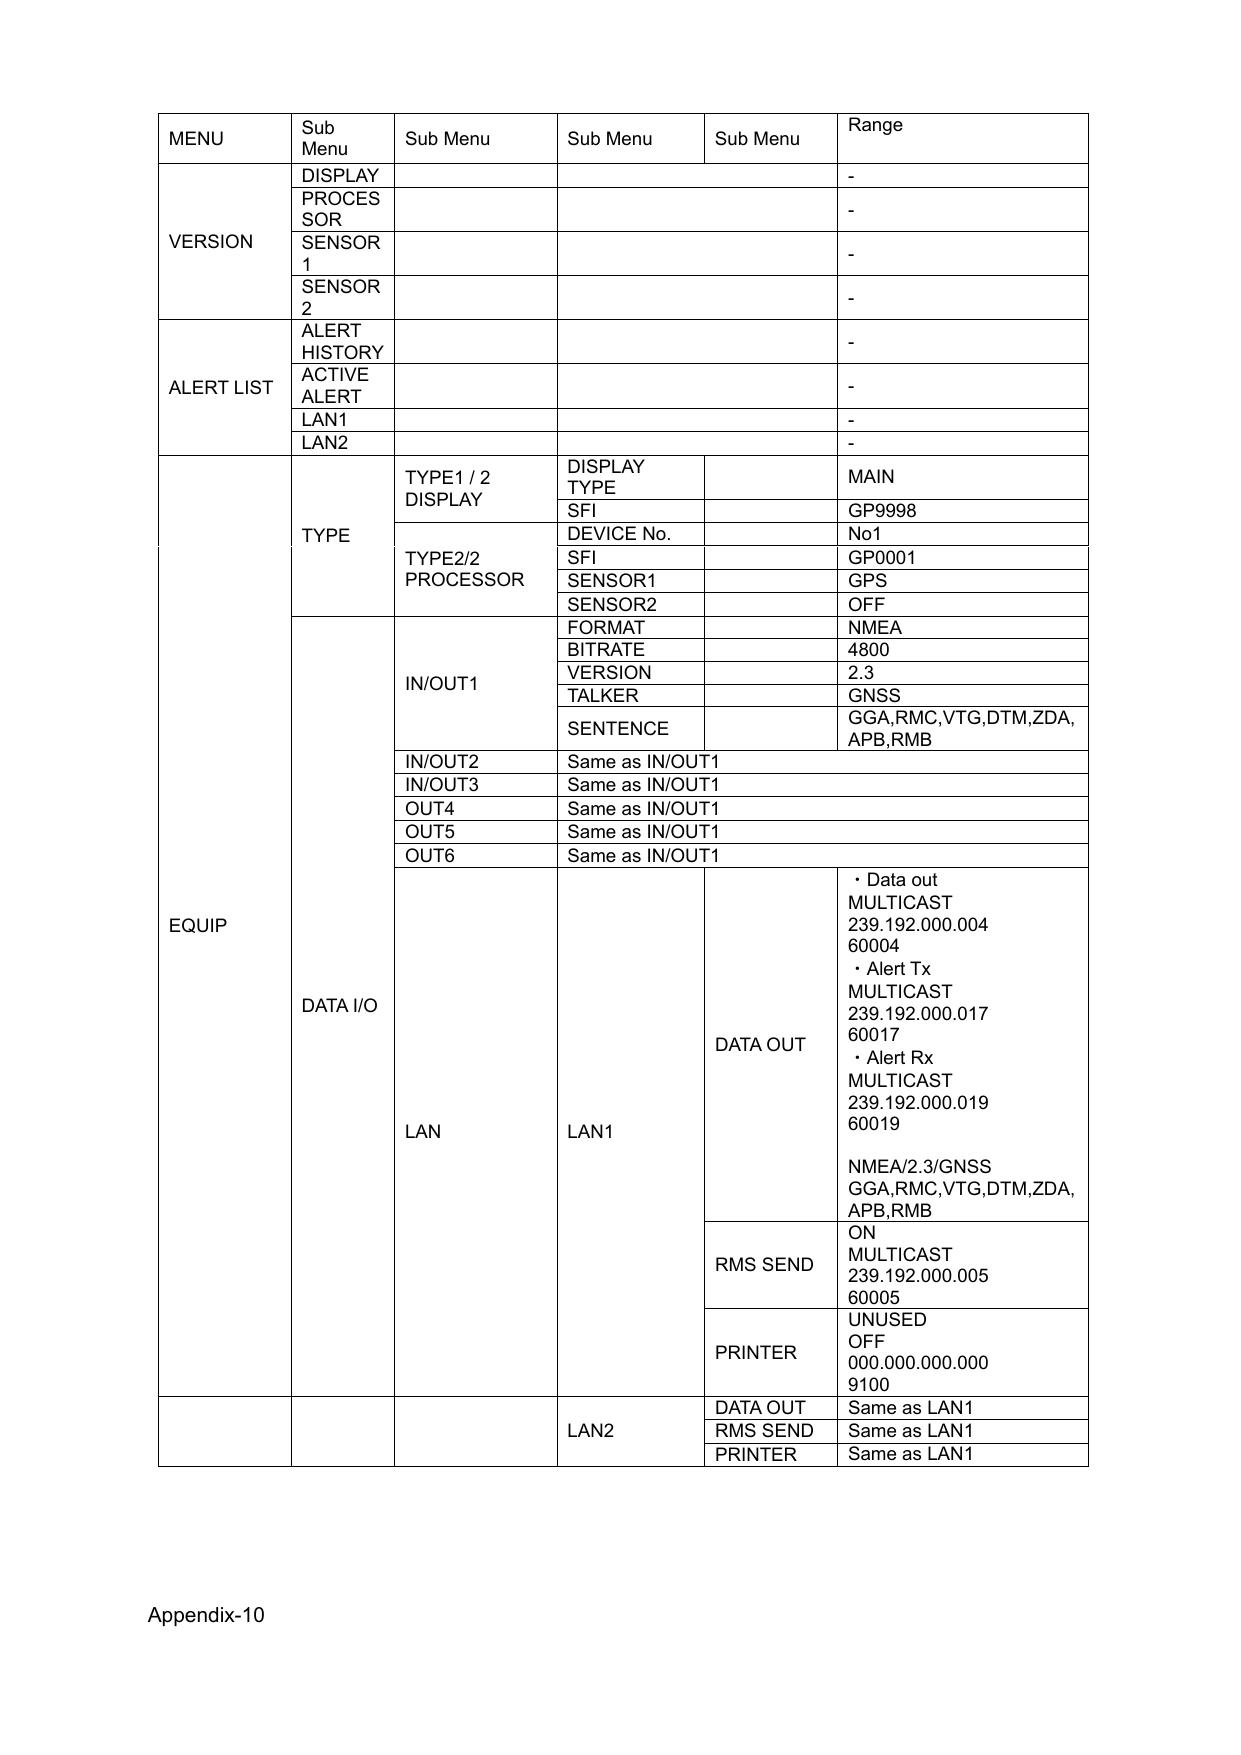 MENU
Sub
Menu
Sub Menu
Sub Menu
Sub Menu
Range
VERSION
DISPLAY
-
PROCES
SOR
-
SENSOR
1
-
SENSOR
2
-
ALERT LIST
ALERT
HISTORY
-
ACTIVE
ALERT
-
LAN1
-
LAN2
-
EQUIP
TYPE
TYPE1 / 2
DISPLAY
DISPLAY
TYPE
MAIN
SFI
GP9998
TYPE2/2
PROCESSOR
DEVICE No.
No1
SFI
GP0001
SENSOR1
GPS
SENSOR2
OFF
DATA I/O
IN/OUT1
FORMAT
NMEA
BITRATE
4800
VERSION
2.3
TALKER
GNSS
SENTENCE
GGA,RMC,VTG,DTM,ZDA,
APB,RMB
IN/OUT2
Same as IN/OUT1
IN/OUT3
Same as IN/OUT1
OUT4
Same as IN/OUT1
OUT5
Same as IN/OUT1
OUT6
Same as IN/OUT1
LAN
LAN1
DATA OUT
・Data out
MULTICAST
239.192.000.004
60004
・Alert Tx
MULTICAST
239.192.000.017
60017
・Alert Rx
MULTICAST
239.192.000.019
60019
NMEA/2.3/GNSS
GGA,RMC,VTG,DTM,ZDA,
APB,RMB
RMS SEND
ON
MULTICAST
239.192.000.005
60005
PRINTER
UNUSED
OFF
000.000.000.000
9100
LAN2
DATA OUT
Same as LAN1
RMS SEND
Same as LAN1
PRINTER
Same as LAN1
Appendix-10